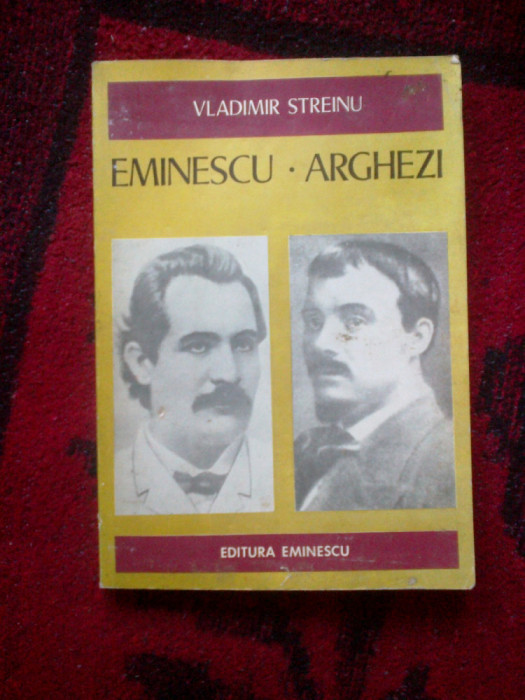 VLADIMIR STREINU
EMINESCU · ARGHEZI
EDITURA EMINESCU